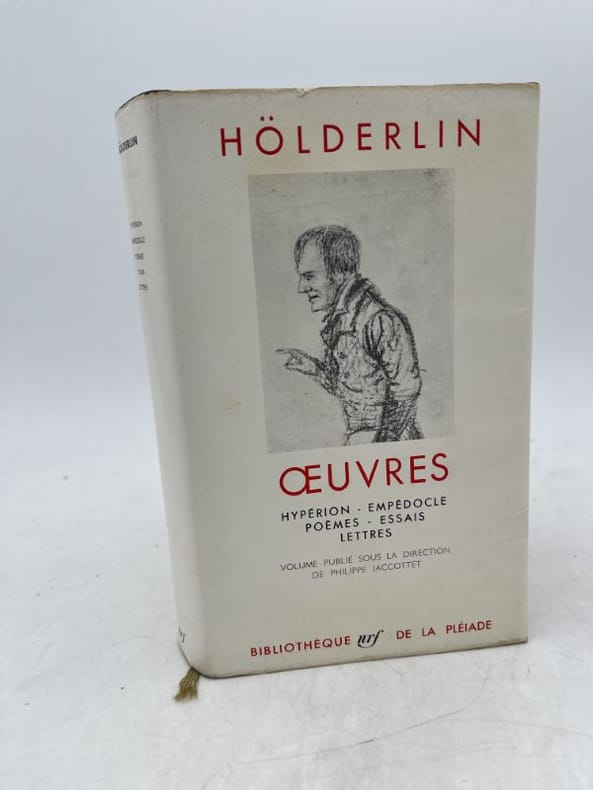 HÖLDERLIN
ŒUVRES
HYPÉRION - EMPÉDOCLE
POÈMES - ESSAIS
LETTRES
VOLUME PUBLIÉ SOUS LA DIRECTION
DE PHILIPPE JACCOTTET
BIBLIOTHÈQUE nrf DE LA PLÉIADE